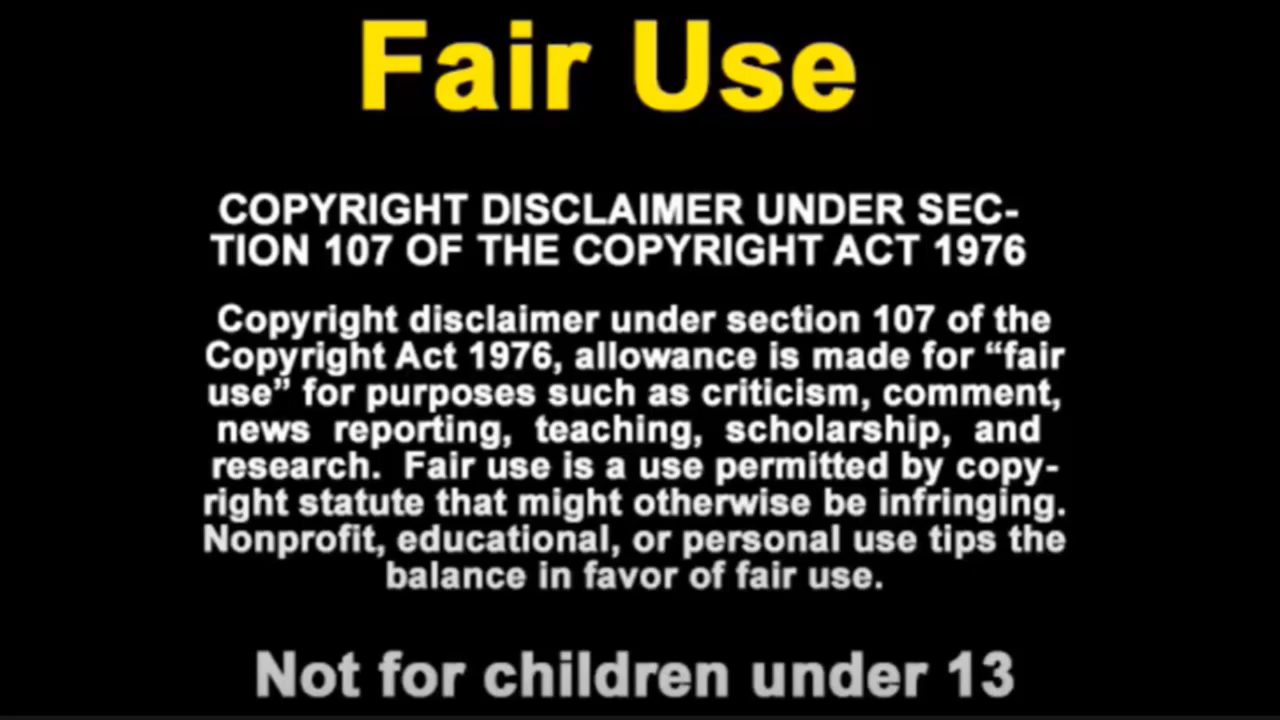 Fair Use
COPYRIGHT DISCLAIMER UNDER SEC-
TION 107 OF THE COPYRIGHT ACT 1976
Copyright disclaimer under section 107 of the
Copyright Act 1976, allowance is made for “fair
use” for purposes such as criticism, comment,
news reporting, teaching, scholarship, and
research. Fair use is a use permitted by copy-
right statute that might otherwise be infringing.
Nonprofit, educational, or personal use tips the
balance in favor of fair use.
Not for children under 13